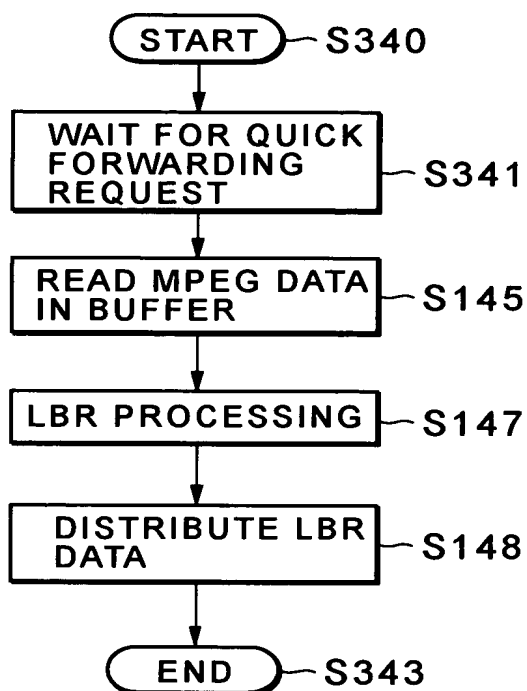 START S340
WAIT FOR QUICK
FORWARDING
REQUEST
S341
READ MPEG DATA
IN BUFFER
S145
LBR PROCESSING S147
DISTRIBUTE LBR
DATA
S148
END S343